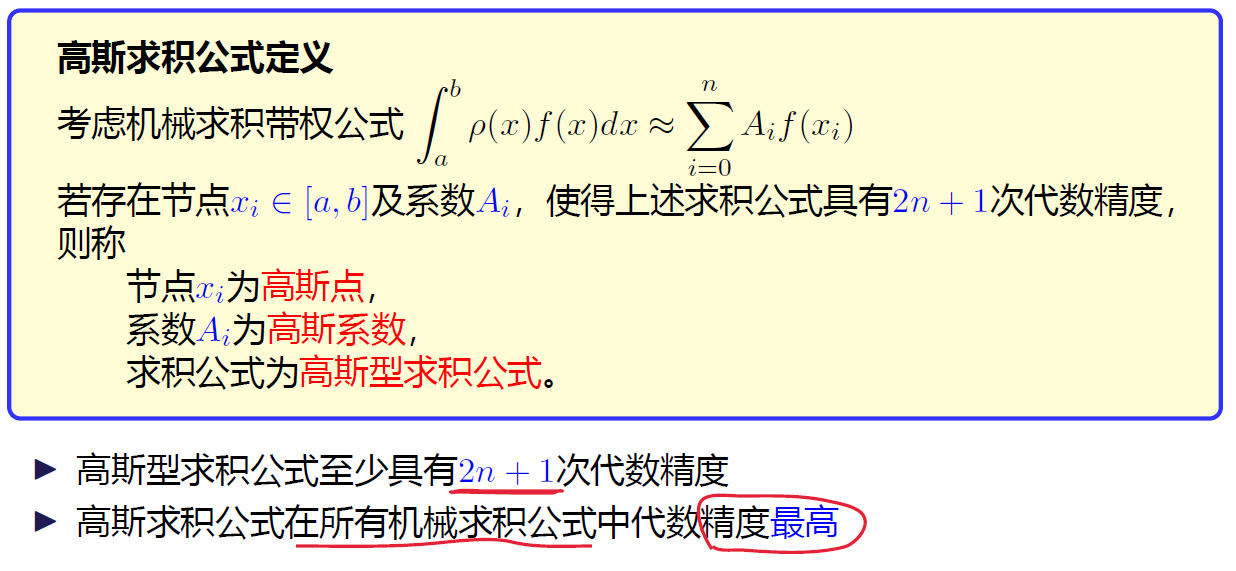 高斯求积公式定义
考虑机械求积带权公式 $\int_a^b \rho(x)f(x)dx \approx \sum_{i=0}^{n} A_i f(x_i)$
若存在节点$x_i \in [a, b]$及系数$A_i$，使得上述求积公式具有$2n + 1$次代数精度，
则称
节点$x_i$为高斯点，
系数$A_i$为高斯系数，
求积公式为高斯型求积公式。
▶ 高斯型求积公式至少具有$2n + 1$次代数精度
▶ 高斯求积公式在所有机械求积公式中代数精度最高